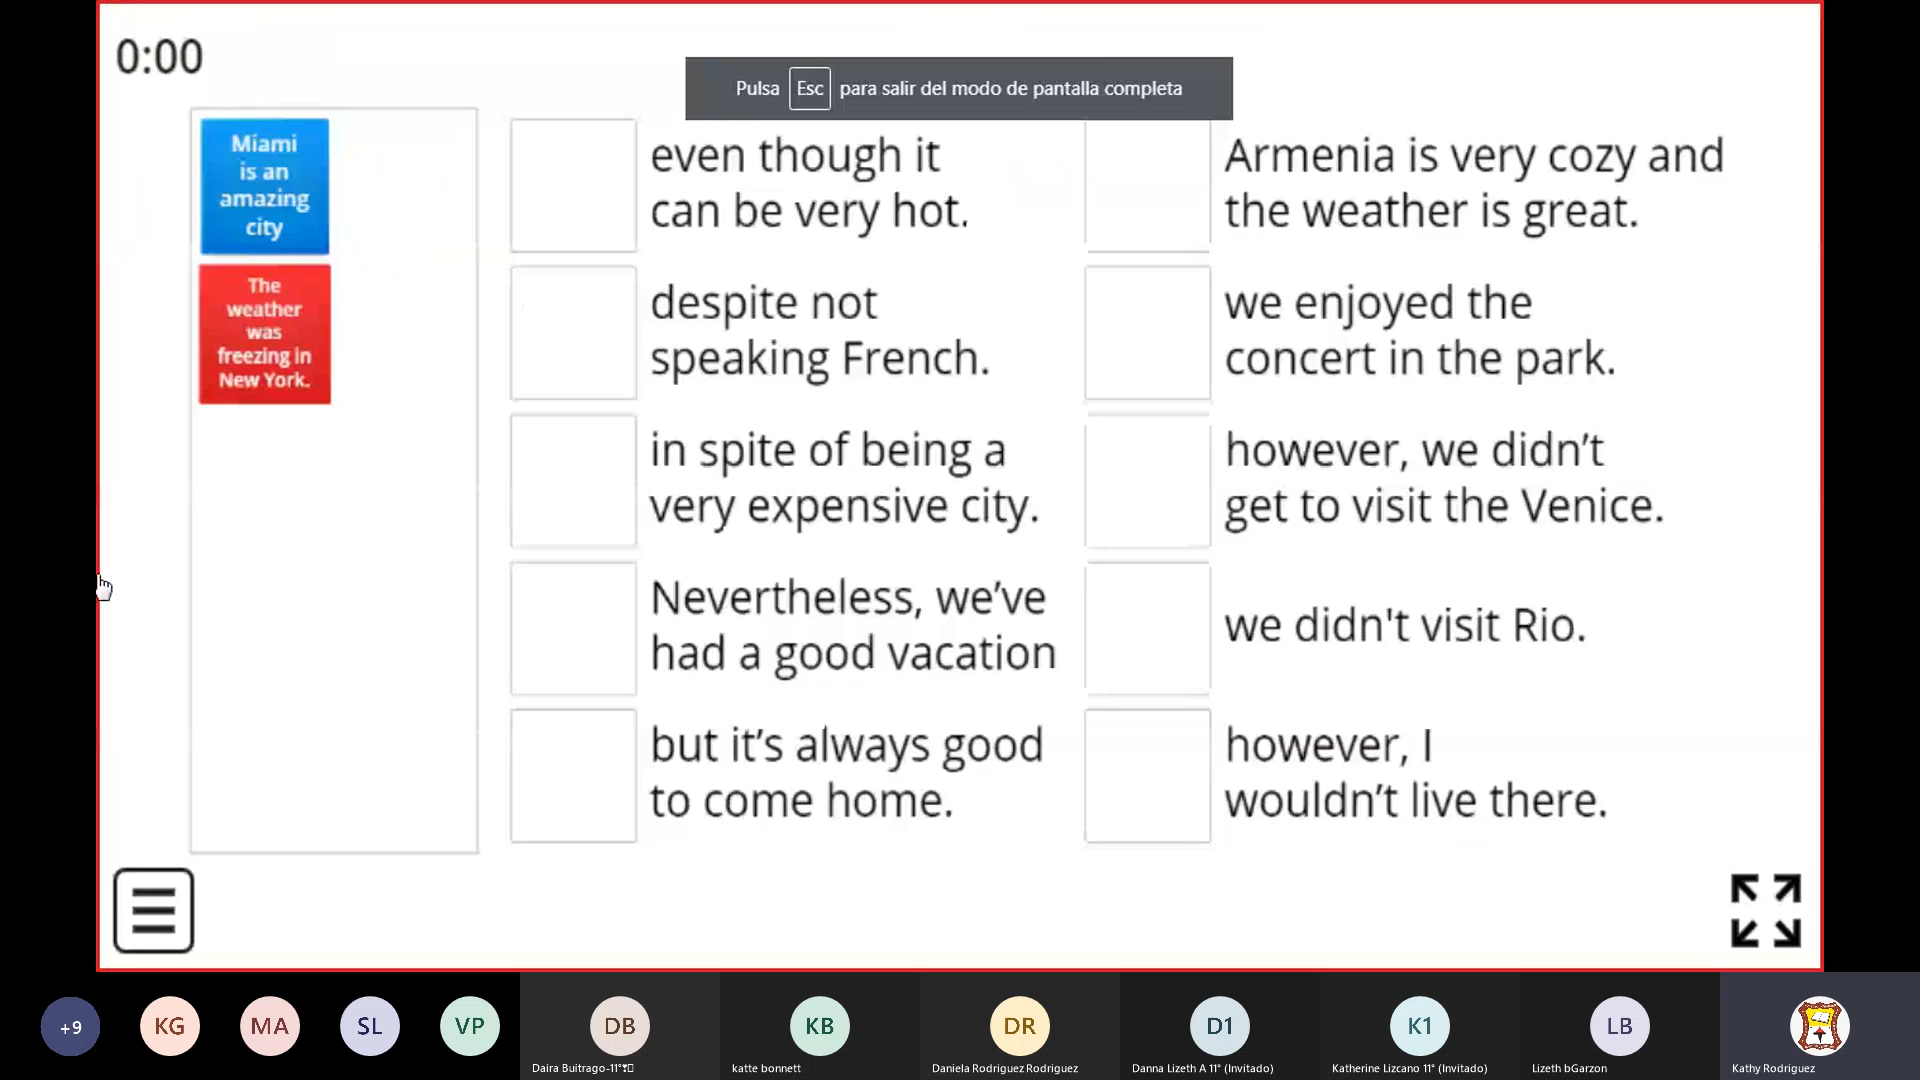 0:00
Pulsa Esc para salir del modo de pantalla completa
Miami
is an
amazing
city
The
weather
was
freezing in
New York.
even though it
can be very hot.
despite not
speaking French.
in spite of being a
very expensive city.
Nevertheless, we’ve
had a good vacation
but it’s always good
to come home.
Armenia is very cozy and
the weather is great.
we enjoyed the
concert in the park.
however, we didn’t
get to visit the Venice.
we didn't visit Rio.
however, I
wouldn’t live there.
+9
KG
MA
SL
VP
DB
Daira Buitrago-11°
KB
katte bonnett
DR
Daniela Rodriguez Rodriguez
D1
Danna Lizeth A 11° (Invitado)
K1
Katherine Lizcano 11° (Invitado)
LB
Lizeth bGarzon
Kathy Rodriguez